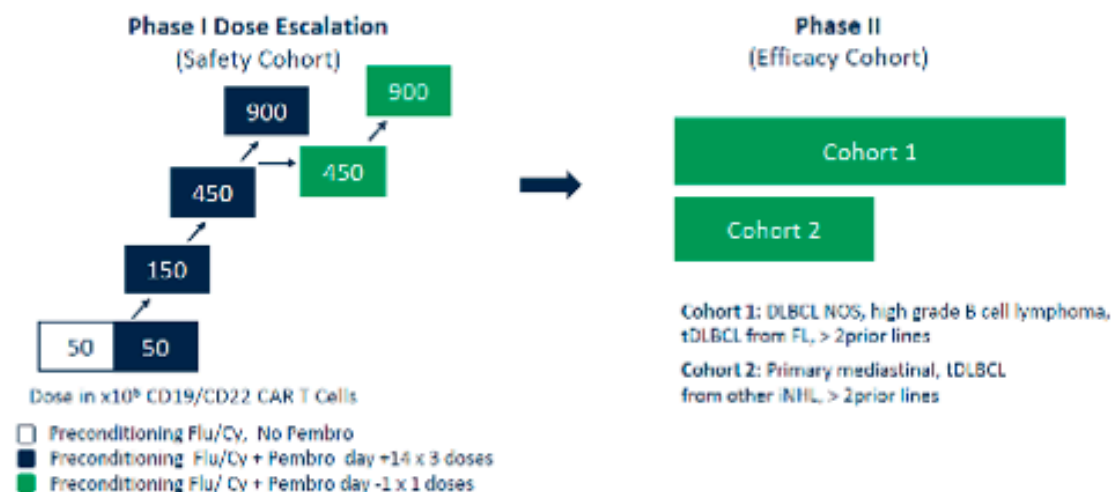 Phase I Dose Escalation
(Safety Cohort)
900
900
450
450
150
50 50
Dose in x10⁶ CD19/CD22 CAR T Cells
Preconditioning Flu/Cy, No Pembro
Preconditioning Flu/Cy + Pembro day +14 x 3 doses
Preconditioning Flu/ Cy + Pembro day -1 x 1 doses
Phase II
(Efficacy Cohort)
Cohort 1
Cohort 2
Cohort 1: DLBCL NOS, high grade B cell lymphoma,
tDLBCL from FL, > 2prior lines
Cohort 2: Primary mediastinal, tDLBCL
from other iNHL, > 2prior lines